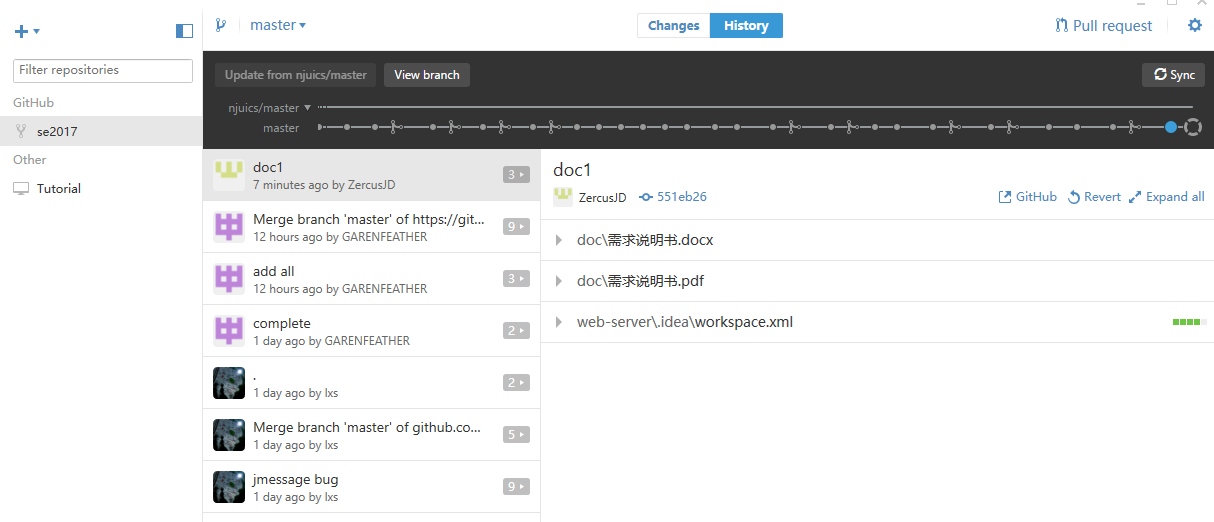 master
Changes
History
Pull request
Filter repositories
GitHub
se2017
Other
Tutorial
Update from njuics/master
View branch
Sync
njuics/master
master
doc1
7 minutes ago by ZercusJD
3
Merge branch 'master' of https://git...
12 hours ago by GARENFEATHER
9
add all
12 hours ago by GARENFEATHER
3
complete
1 day ago by GARENFEATHER
2
.
1 day ago by lxs
2
Merge branch 'master' of github.co...
1 day ago by lxs
5
jmessage bug
1 day ago by lxs
9
doc1
ZercusJD
551eb26
GitHub
Revert
Expand all
doc\需求说明书.docx
doc\需求说明书.pdf
web-server\.idea\workspace.xml